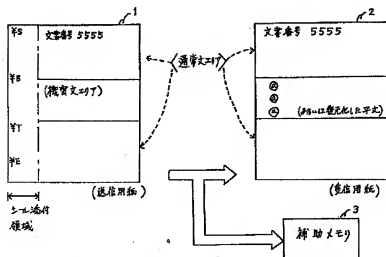 1
2
¥S
文書番号 5555
文書番号 5555
通常文エリア
¥B
(機密文エリア)
(あるいは復元化した平文)
¥T
¥E
(送信用紙)
(受信用紙)
シール添付
領域
3
補助メモリ